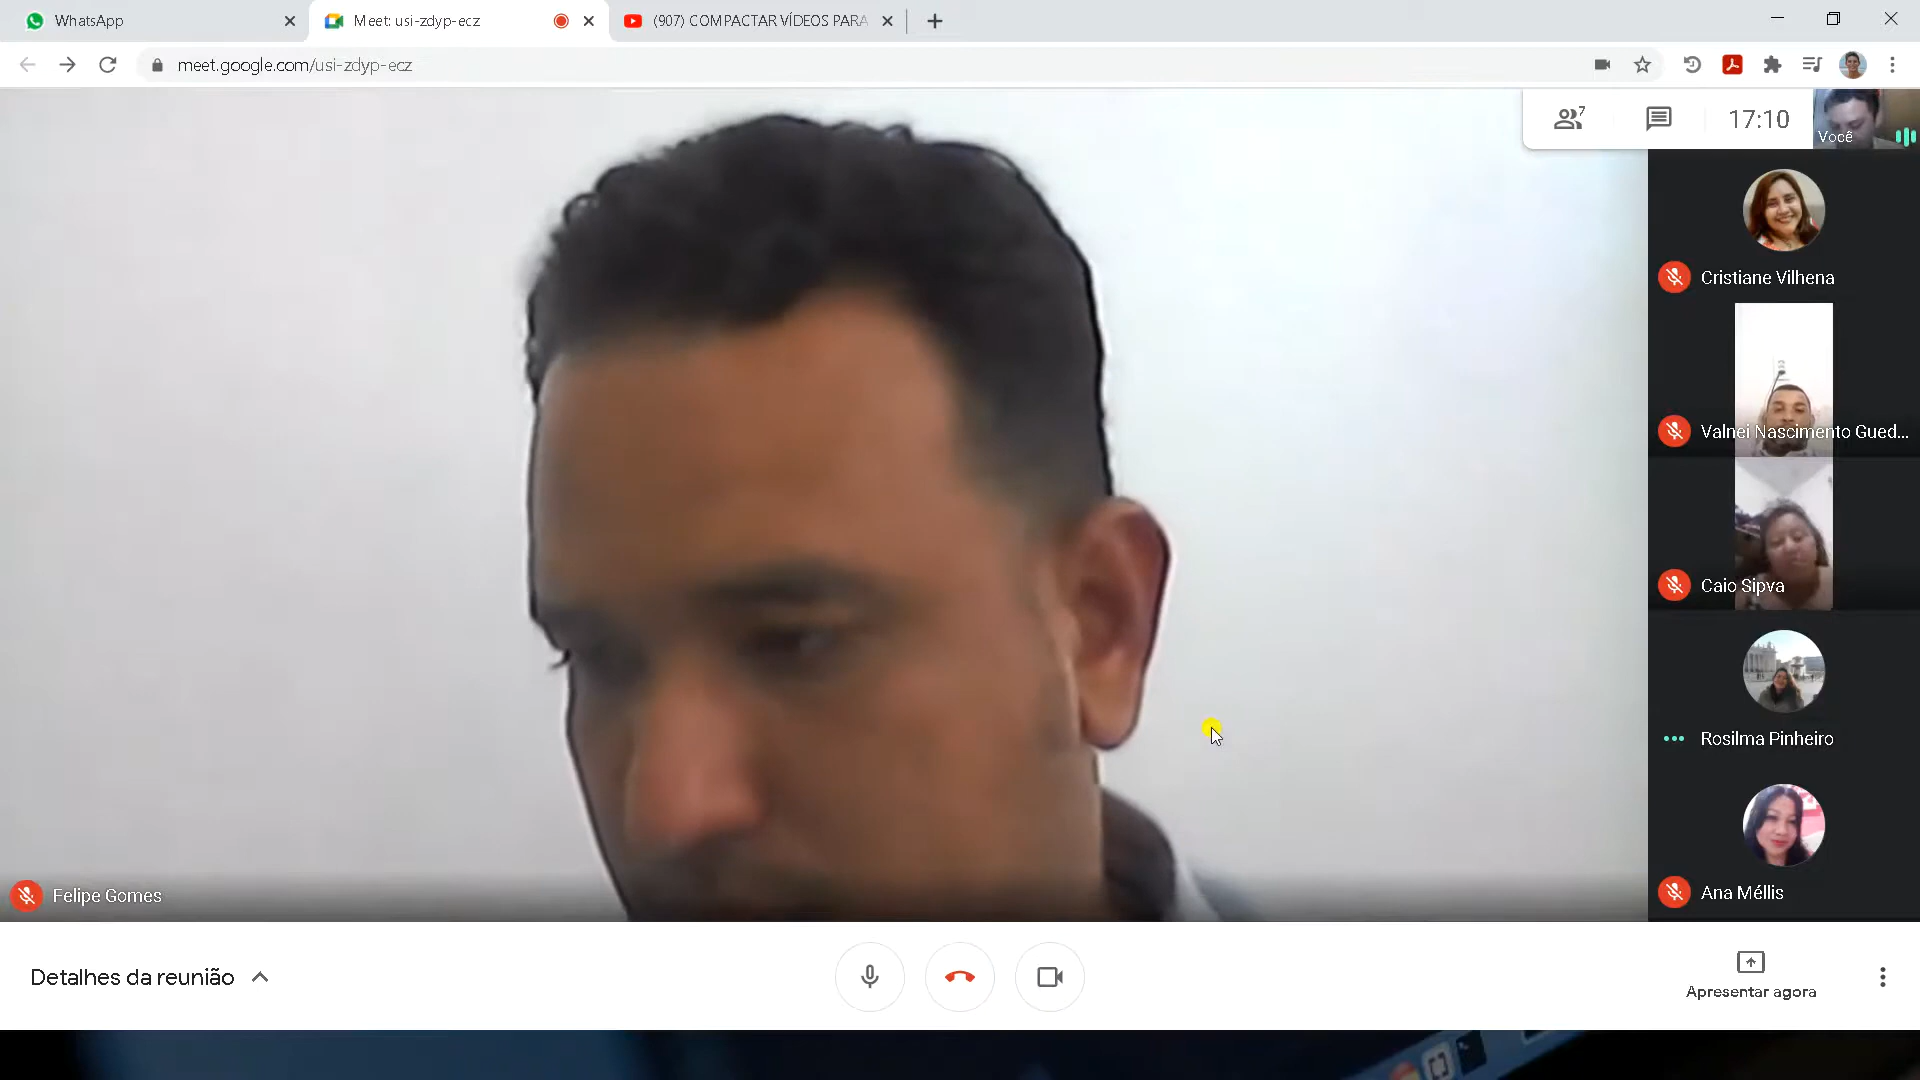 WhatsApp
Meet: usi-zdyp-ecz
(907) COMPACTAR VÍDEOS PARA
meet.google.com/usi-zdyp-ecz
7
17:10
Você
Cristiane Vilhena
Valnei Nascimento Gued...
Caio Sipva
Rosilma Pinheiro
Ana Méllis
Felipe Gomes
Detalhes da reunião
Apresentar agora